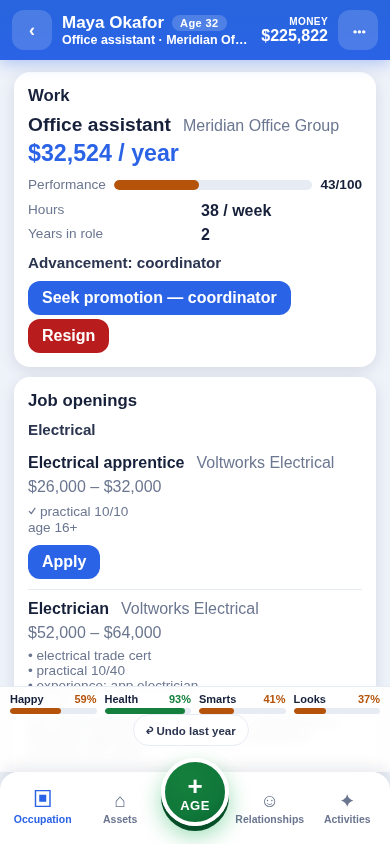 ‹
Maya Okafor Age 32
Office assistant · Meridian Of...
MONEY
$225,822
•••
Work
Office assistant Meridian Office Group
$32,524 / year
Performance 43/100
Hours 38 / week
Years in role 2
Advancement: coordinator
Seek promotion — coordinator
Resign
Job openings
Electrical
Electrical apprentice Voltworks Electrical
$26,000 – $32,000
✓ practical 10/10
age 16+
Apply
Electrician Voltworks Electrical
$52,000 – $64,000
• electrical trade cert
• practical 10/40
• experience: app electrician
Happy 59% Health 93% Smarts 41% Looks 37%
Undo last year
+
AGE
Occupation Assets Relationships Activities